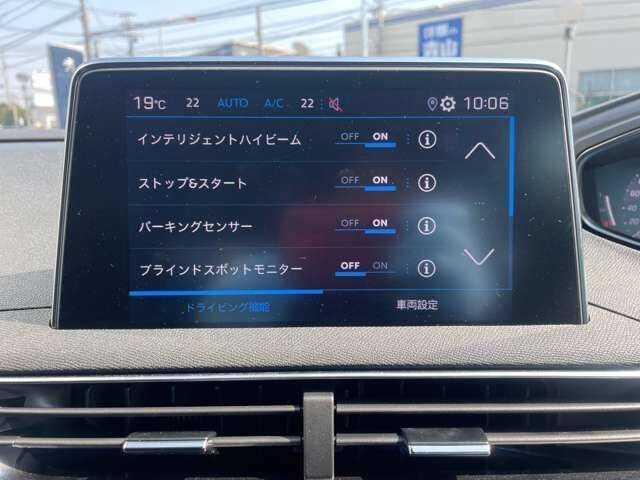 19°C 22 AUTO A/C 22 10:06
インテリジェントハイビーム OFF ON
ストップ&スタート OFF ON
パーキングセンサー OFF ON
ブラインドスポットモニター OFF ON
ドライビング機能 車両設定